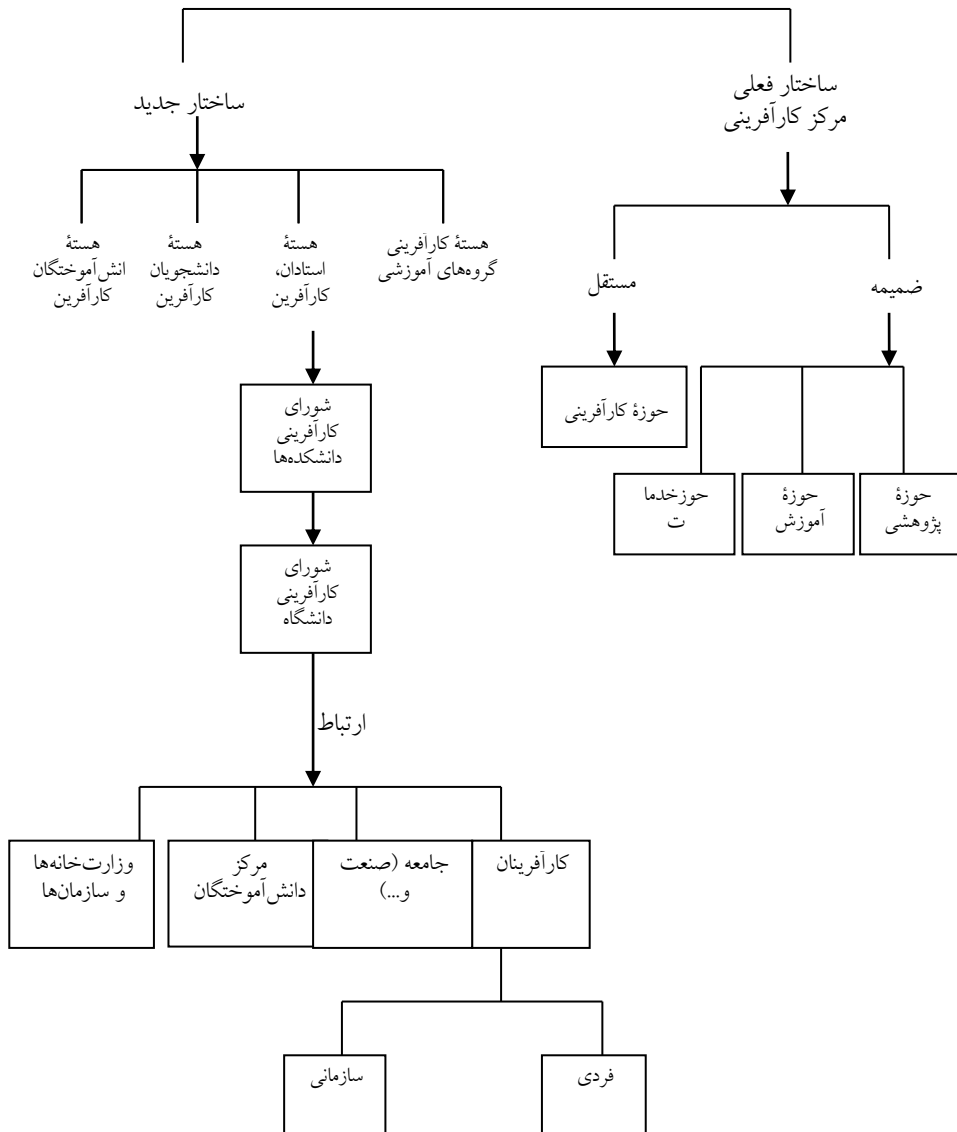 ساختار فعلی
مرکز کارآفرینی
ساختار جدید
هستهٔ کارآفرینی
گروه‌های آموزشی
هستهٔ
استادان،
کارآفرین
هستهٔ
دانشجویان
کارآفرین
هستهٔ
انش‌آموختگان
کارآفرین
ضمیمه
مستقل
حوزهٔ کارآفرینی
حوزهٔ
پژوهشی
حوزهٔ
آموزش
حوزخدما
ت
شورای
کارآفرینی
دانشکده‌ها
شورای
کارآفرینی
دانشگاه
ارتباط
کارآفرینان
جامعه (صنعت
و...)
مرکز
دانش‌آموختگان
وزارت‌خانه‌ها
و سازمان‌ها
فردی
سازمانی